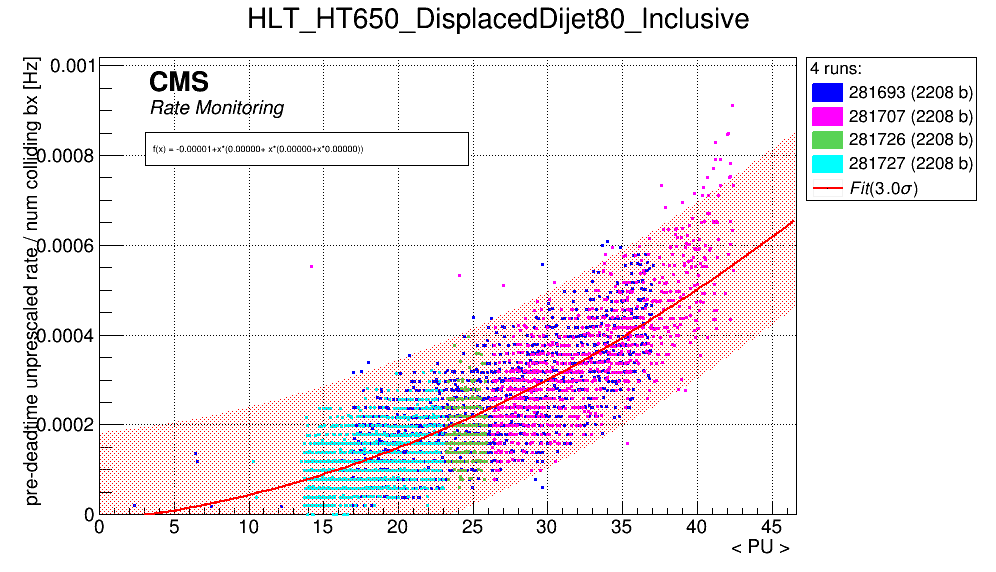 HLT_HT650_DisplacedDijet80_Inclusive
pre-deadtime unprescaled rate / num colliding bx [Hz]
0.001
0.0008
0.0006
0.0004
0.0002
0
CMS
Rate Monitoring
f(x) = -0.00001+x*(0.00000+ x*(0.00000+x*0.00000))
0 5 10 15 20 25 30 35 40 45
< PU >
4 runs:
281693 (2208 b)
281707 (2208 b)
281726 (2208 b)
281727 (2208 b)
Fit(3.0σ)